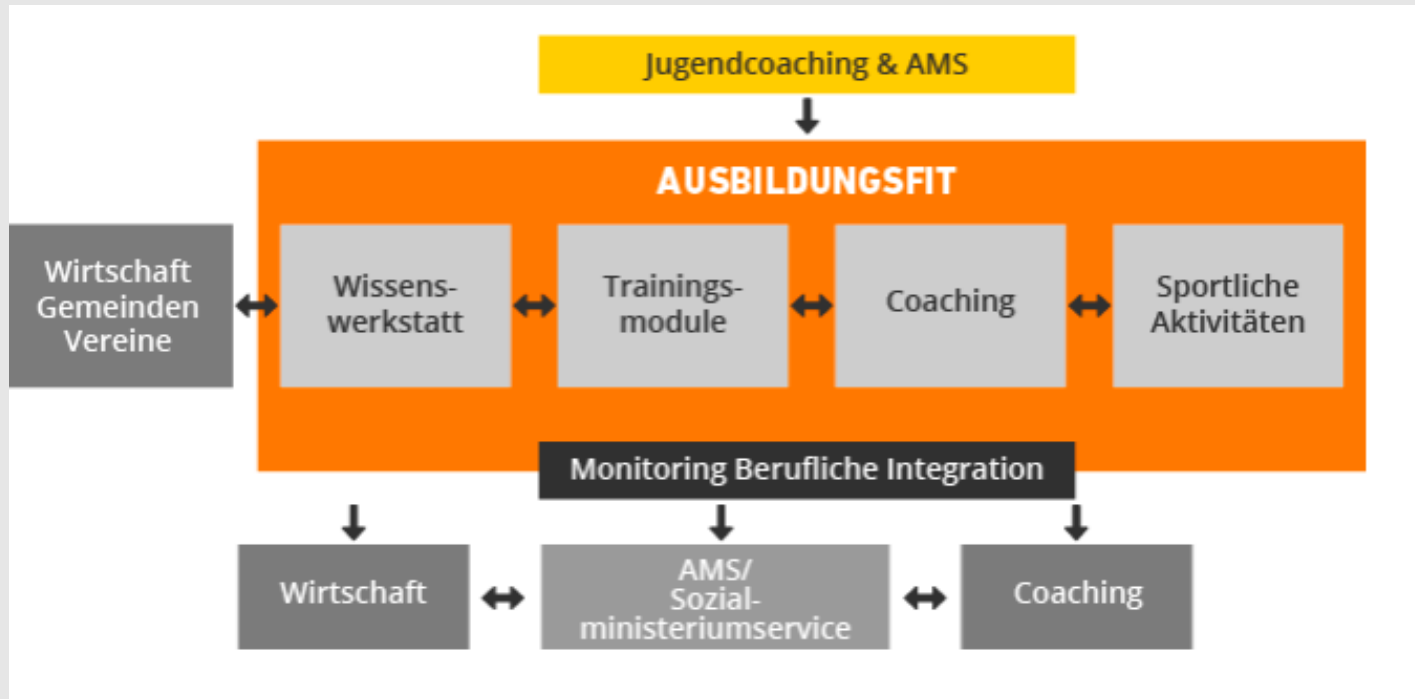 Jugendcoaching & AMS
AUSBILDUNGSFIT
Wirtschaft
Gemeinden
Vereine
Wissens-
werkstatt
Trainings-
module
Coaching
Sportliche
Aktivitäten
Monitoring Berufliche Integration
Wirtschaft
AMS/
Sozial-
ministeriumservice
Coaching